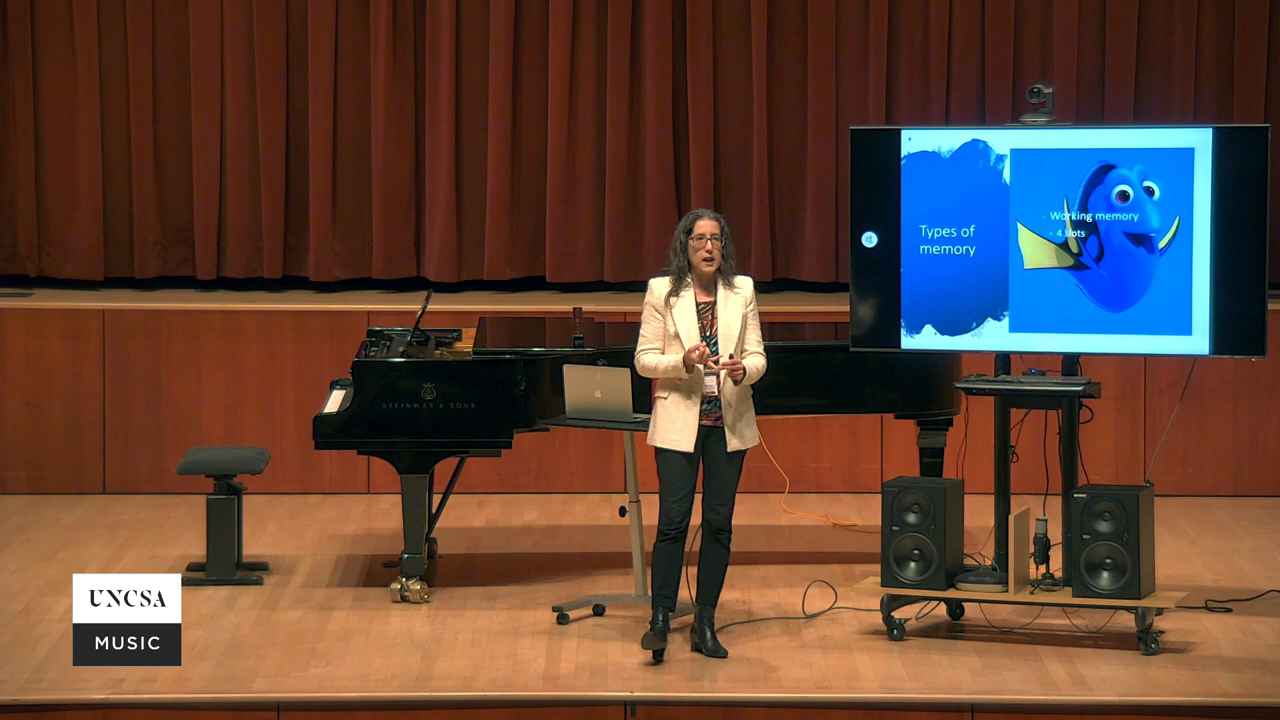 Types of
memory
Working memory
4 slots
STEINWAY & SONS
UNCSA
MUSIC